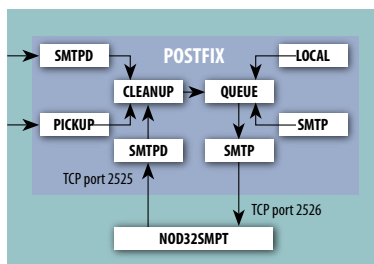 POSTFIX
SMTPD
LOCAL
CLEANUP
QUEUE
PICKUP
SMTP
SMTPD
SMTP
TCP port 2525
TCP port 2526
NOD32SMPT